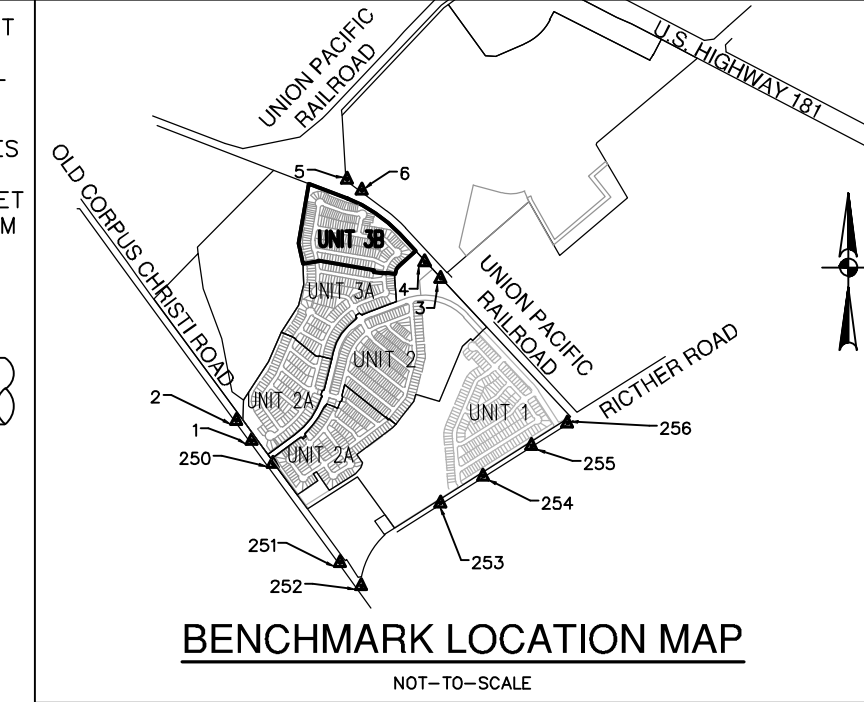 T
ES
ET
M
U.S. HIGHWAY 181
UNION PACIFIC
RAILROAD
OLD CORPUS CHRISTI ROAD
5
6
UNIT 3B
4
3
UNIT 3A
UNION PACIFIC
RAILROAD
RICTHER ROAD
UNIT 2
UNIT 2A
UNIT 1
2
1
250
UNIT 2A
256
255
254
253
251
252
BENCHMARK LOCATION MAP
NOT-TO-SCALE